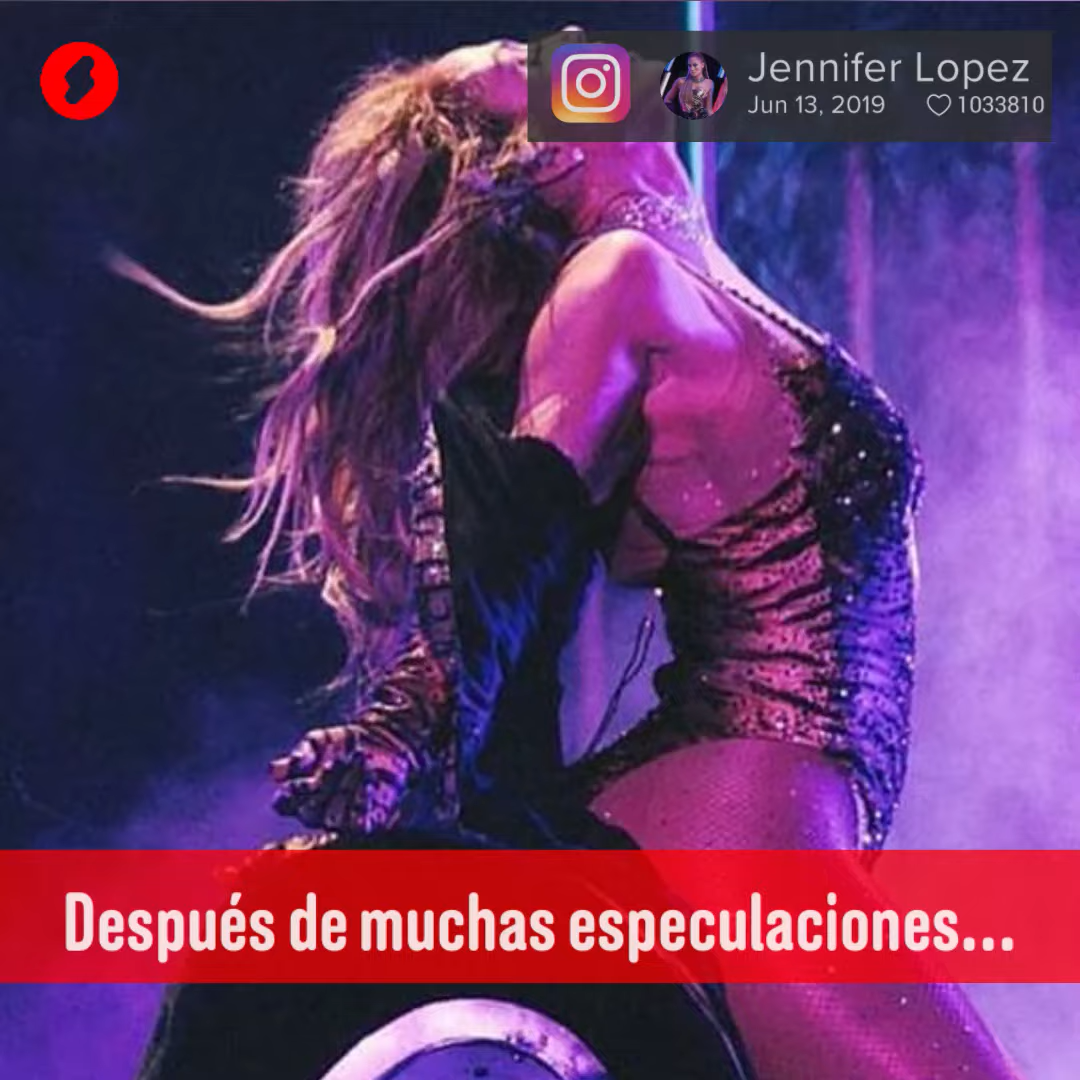 Jennifer Lopez
Jun 13, 2019 1033810
Después de muchas especulaciones...